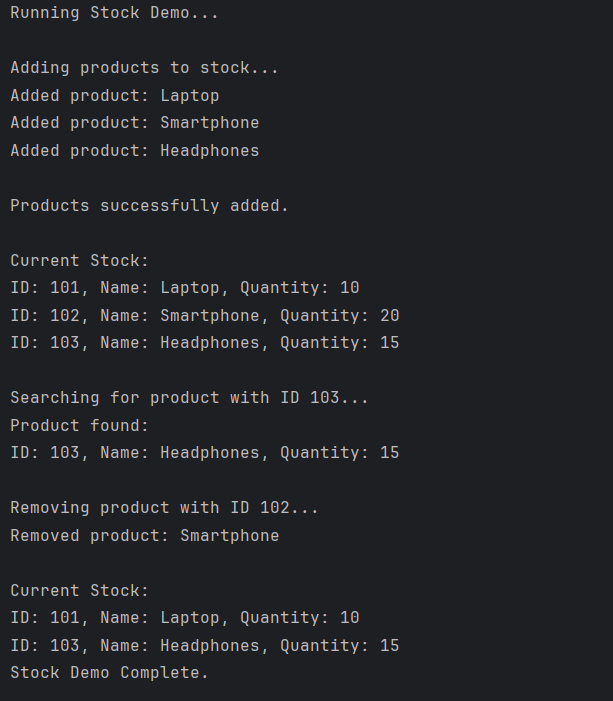 Running Stock Demo...
Adding products to stock...
Added product: Laptop
Added product: Smartphone
Added product: Headphones
Products successfully added.
Current Stock:
ID: 101, Name: Laptop, Quantity: 10
ID: 102, Name: Smartphone, Quantity: 20
ID: 103, Name: Headphones, Quantity: 15
Searching for product with ID 103...
Product found:
ID: 103, Name: Headphones, Quantity: 15
Removing product with ID 102...
Removed product: Smartphone
Current Stock:
ID: 101, Name: Laptop, Quantity: 10
ID: 103, Name: Headphones, Quantity: 15
Stock Demo Complete.